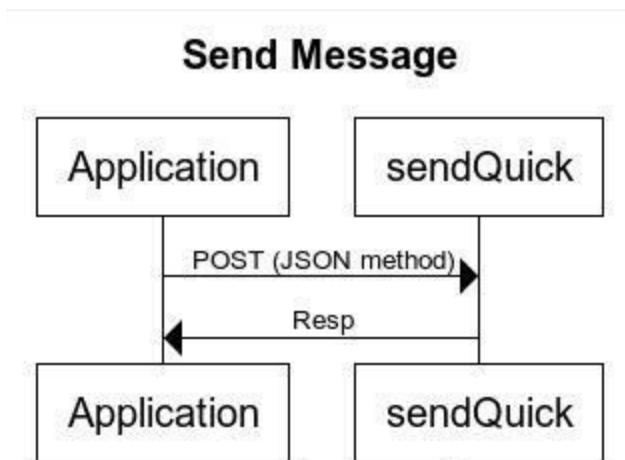 Send Message
Application sendQuick
POST (JSON method)
Resp
Application sendQuick